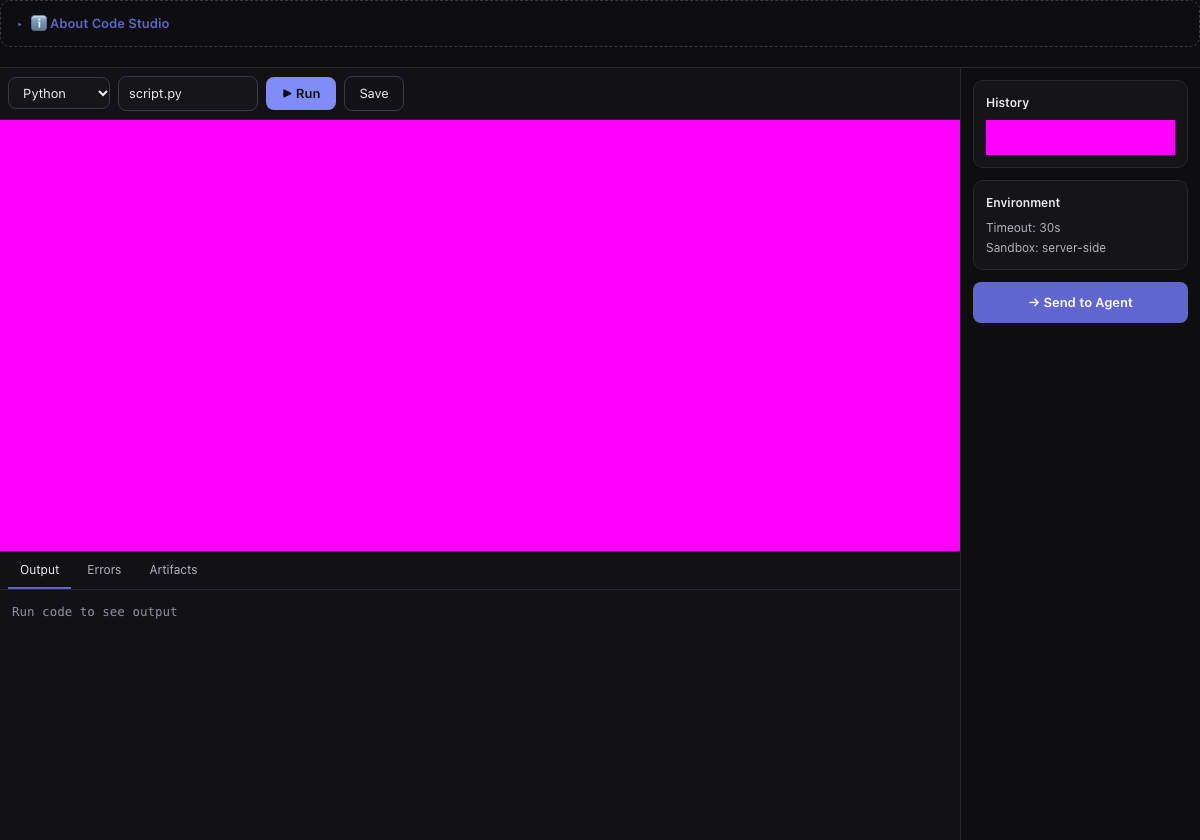 About Code Studio
Python
script.py
Run
Save
History
Environment
Timeout: 30s
Sandbox: server-side
→ Send to Agent
Output
Errors
Artifacts
Run code to see output